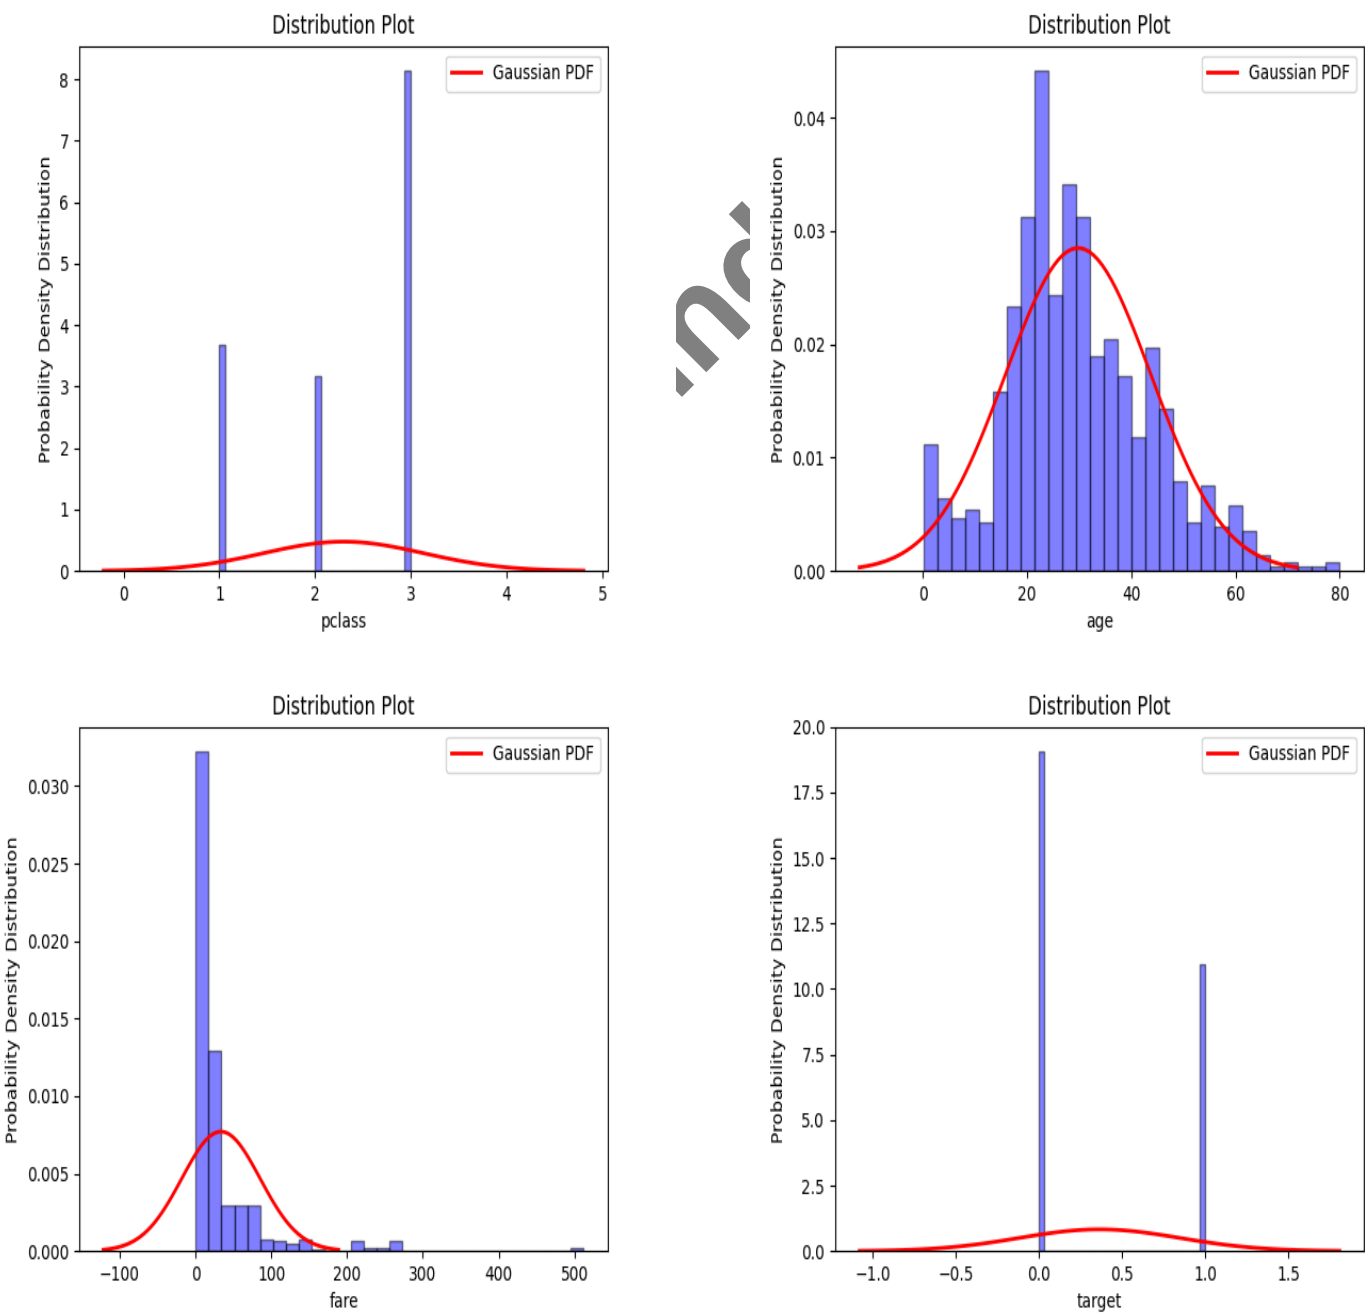 Distribution Plot
Gaussian PDF
Probability Density Distribution
8
7
6
5
4
3
2
1
0
0 1 2 3 4 5
pclass
Distribution Plot
Gaussian PDF
Probability Density Distribution
0.04
0.03
0.02
0.01
0.00
0 20 40 60 80
age
Distribution Plot
Gaussian PDF
Probability Density Distribution
0.030
0.025
0.020
0.015
0.010
0.005
0.000
−100 0 100 200 300 400 500
fare
Distribution Plot
Gaussian PDF
Probability Density Distribution
20.0
17.5
15.0
12.5
10.0
7.5
5.0
2.5
0.0
−1.0 −0.5 0.0 0.5 1.0 1.5
target